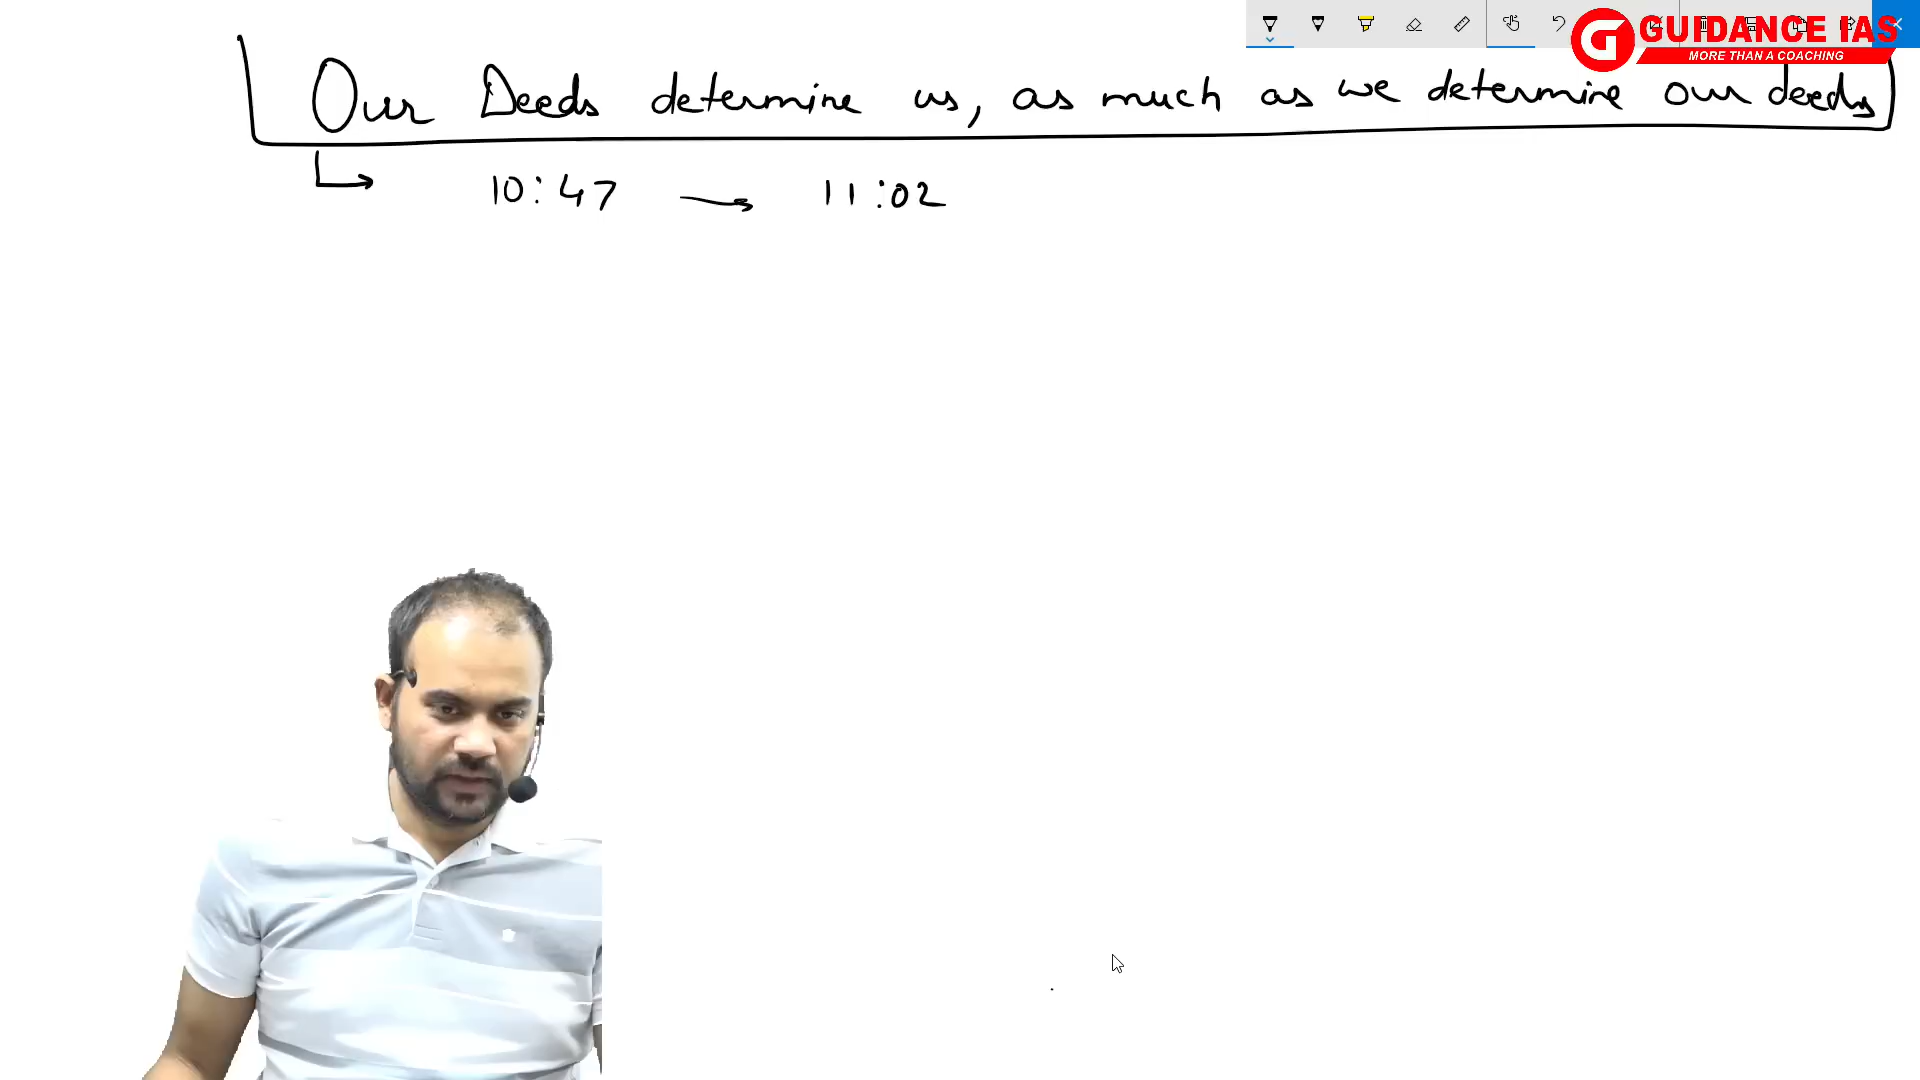 GUIDANCE IAS
MORE THAN A COACHING
Our Deeds determine us, as much as we determine our deeds
10:47 → 11:02